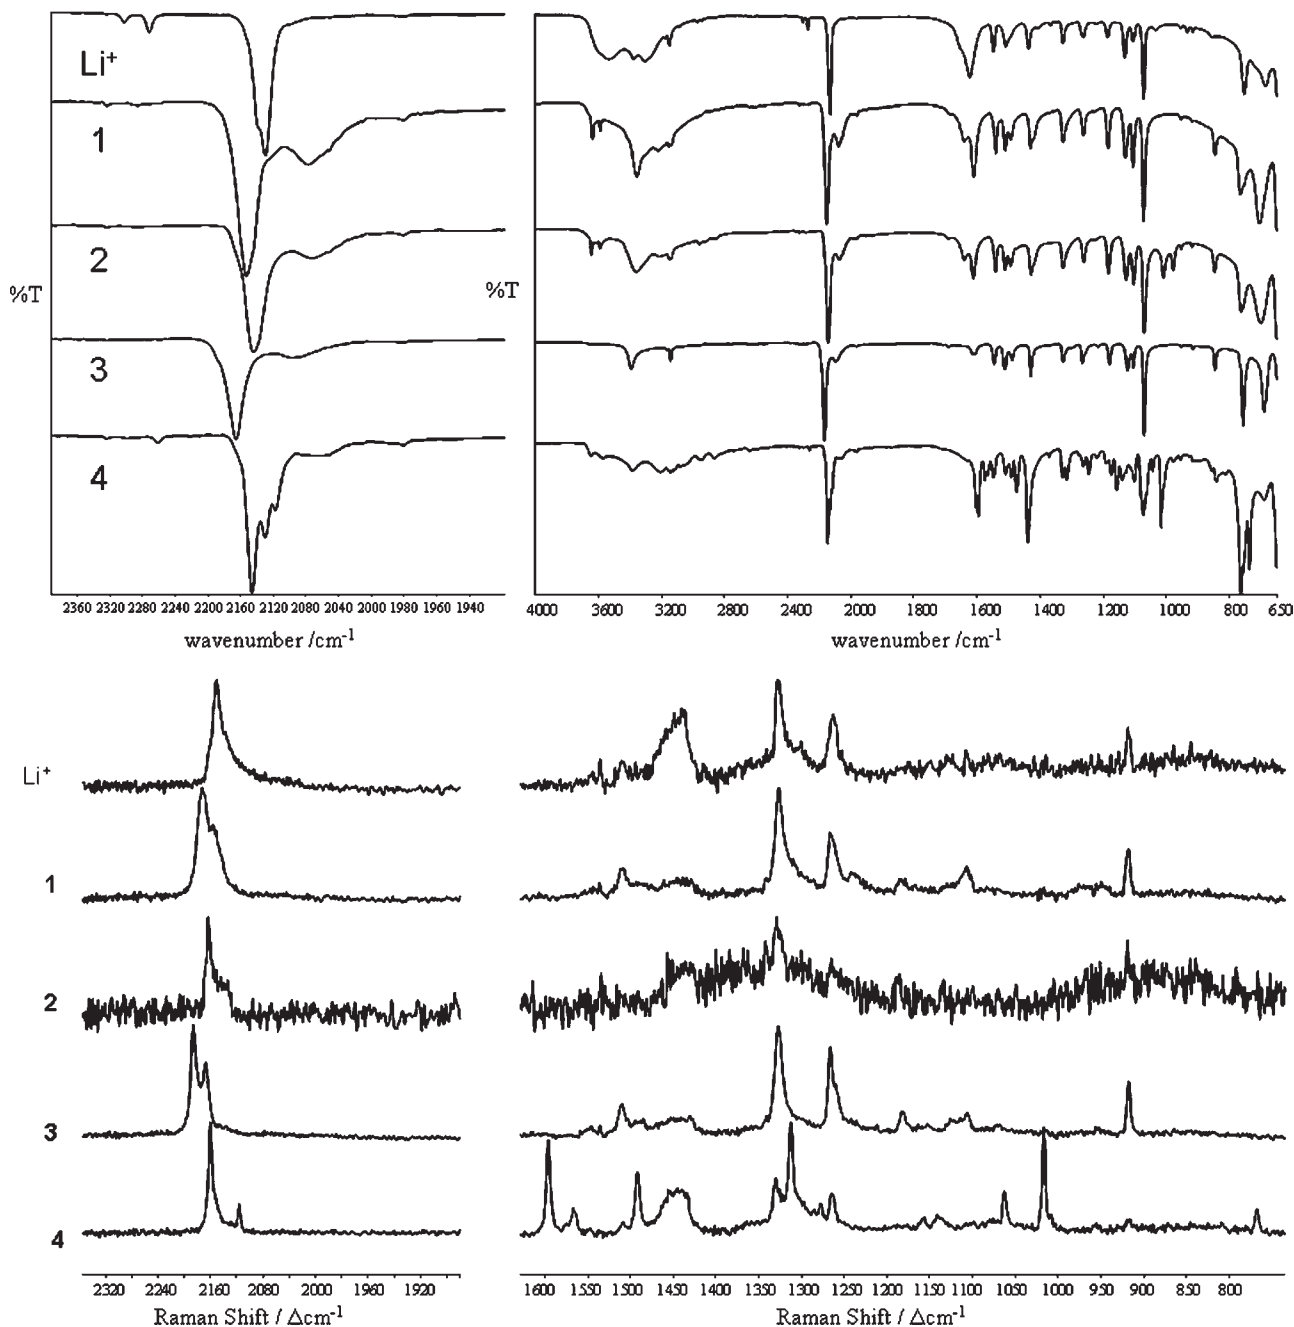 Li⁺
1
2
3
4
%T
%T
2360 2320 2280 2240 2200 2160 2120 2080 2040 2000 1980 1960 1940
wavenumber /cm⁻¹
4000 3600 3200 2800 2400 2000 1600 1400 1200 1000 800 650
wavenumber /cm⁻¹
Li⁺
1
2
3
4
2320 2240 2160 2080 2000 1920
Raman Shift / Δcm⁻¹
1600 1550 1500 1450 1400 1350 1300 1250 1200 1150 1100 1050 1000 950 900 850 800
Raman Shift / Δcm⁻¹